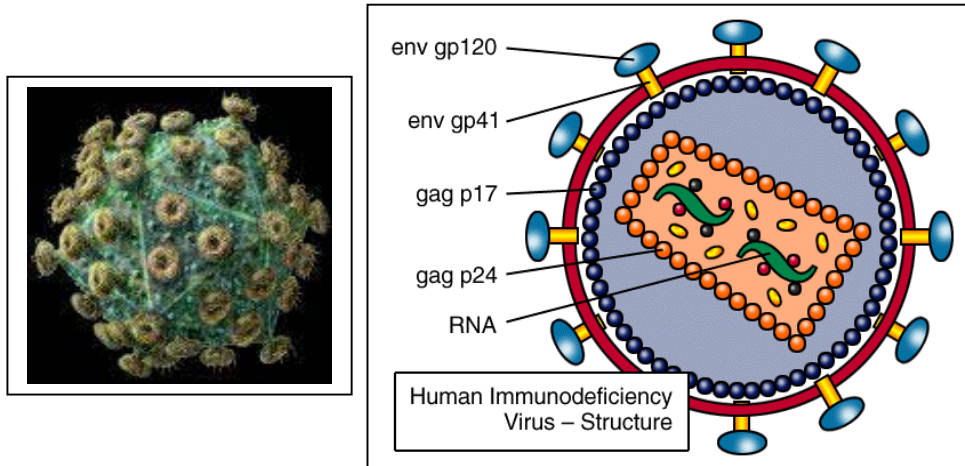 env gp120
env gp41
gag p17
gag p24
RNA
Human Immunodeficiency
Virus – Structure